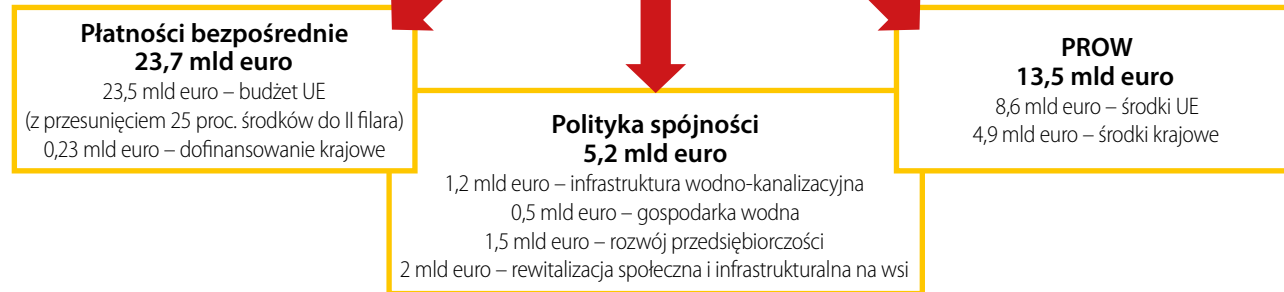 Płatności bezpośrednie
23,7 mld euro
23,5 mld euro – budżet UE
(z przesunięciem 25 proc. środków do II filara)
0,23 mld euro – dofinansowanie krajowe
Polityka spójności
5,2 mld euro
1,2 mld euro – infrastruktura wodno-kanalizacyjna
0,5 mld euro – gospodarka wodna
1,5 mld euro – rozwój przedsiębiorczości
2 mld euro – rewitalizacja społeczna i infrastrukturalna na wsi
PROW
13,5 mld euro
8,6 mld euro – środki UE
4,9 mld euro – środki krajowe